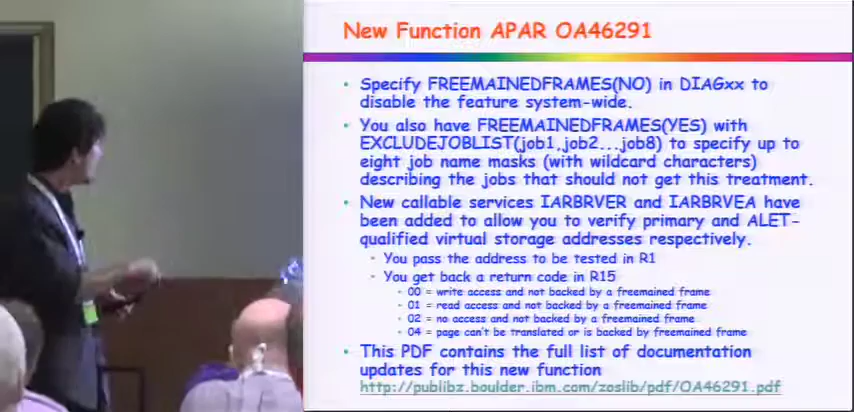 New Function APAR OA46291
• Specify FREEMAINEDFRAMES(NO) in DIAGxx to
disable the feature system-wide.
• You also have FREEMAINEDFRAMES(YES) with
EXCLUDEJOBLIST(job1,job2...job8) to specify up to
eight job name masks (with wildcard characters)
describing the jobs that should not get this treatment.
• New callable services IARBRVER and IARBRVEA have
been added to allow you to verify primary and ALET-
qualified virtual storage addresses respectively.
• You pass the address to be tested in R1
• You get back a return code in R15
• 00 = write access and not backed by a freemained frame
• 01 = read access and not backed by a freemained frame
• 02 = no access and not backed by a freemained frame
• 04 = page can't be translated or is backed by freemained frame
• This PDF contains the full list of documentation
updates for this new function
http://publibz.boulder.ibm.com/zoslib/pdf/OA46291.pdf